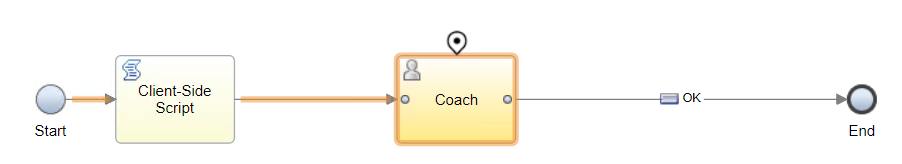 Start
Client-Side
Script
Coach
OK
End